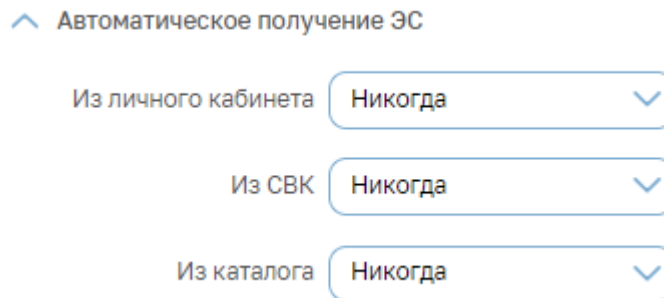 Автоматическое получение ЭС
Из личного кабинета Никогда
Из СВК Никогда
Из каталога Никогда